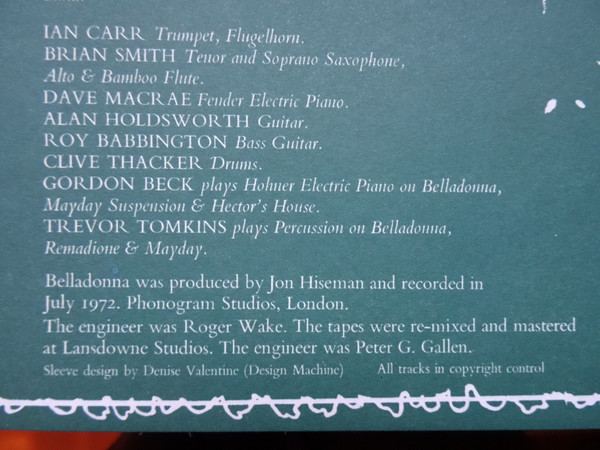 IAN CARR Trumpet, Flugelhorn.
BRIAN SMITH Tenor and Soprano Saxophone,
Alto & Bamboo Flute.
DAVE MACRAE Fender Electric Piano.
ALAN HOLDSWORTH Guitar.
ROY BABBINGTON Bass Guitar.
CLIVE THACKER Drums.
GORDON BECK plays Hohner Electric Piano on Belladonna,
Mayday Suspension & Hector's House.
TREVOR TOMKINS plays Percussion on Belladonna,
Remadione & Mayday.
Belladonna was produced by Jon Hiseman and recorded in
July 1972. Phonogram Studios, London.
The engineer was Roger Wake. The tapes were re-mixed and mastered
at Lansdowne Studios. The engineer was Peter G. Gallen.
Sleeve design by Denise Valentine (Design Machine) All tracks in copyright control